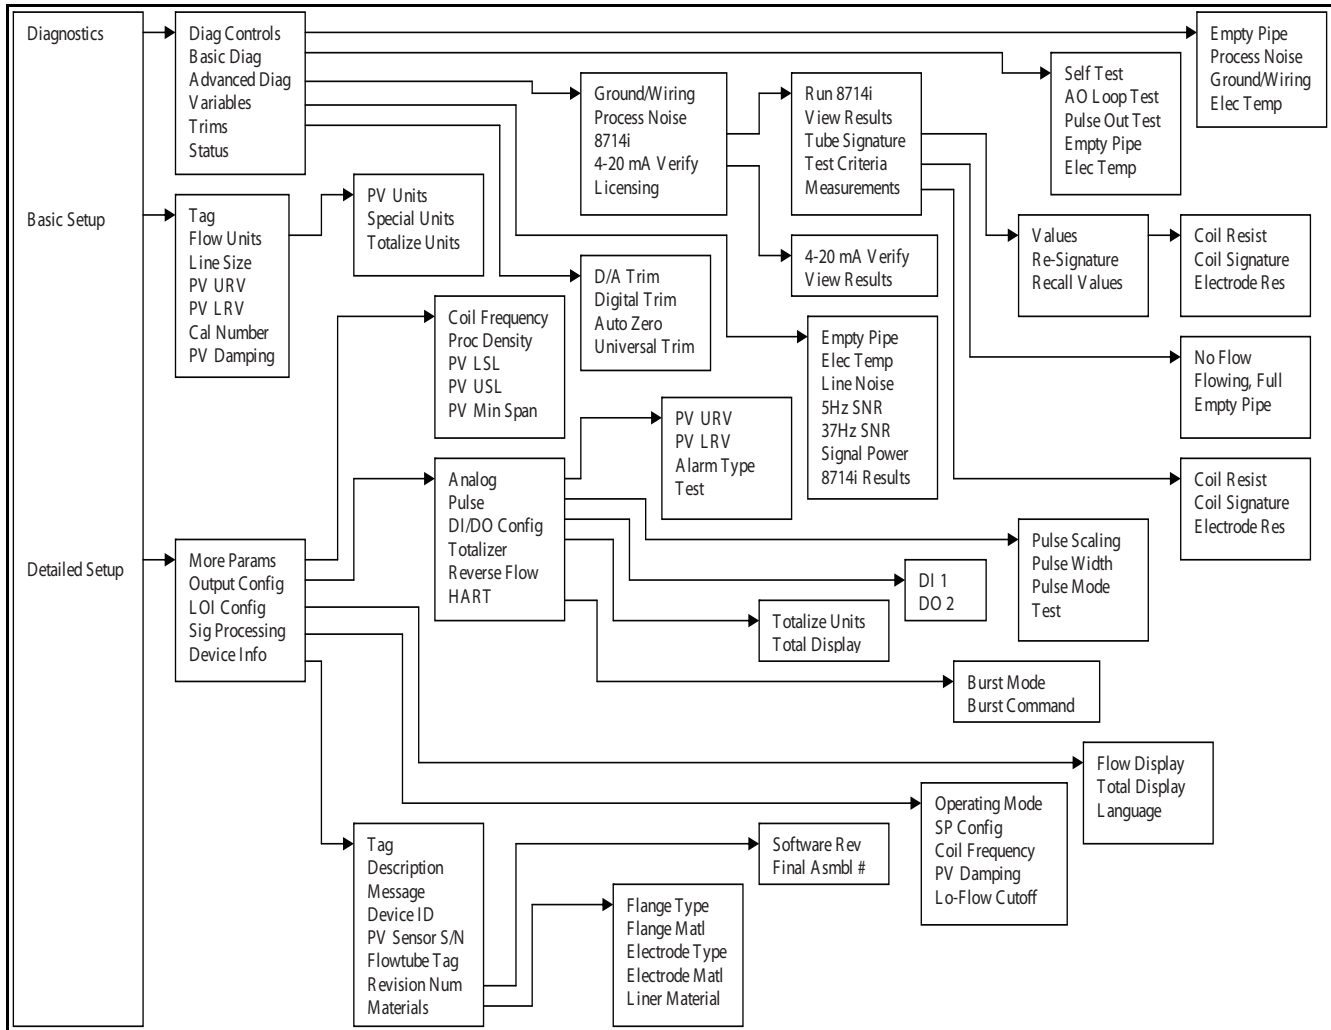 Diagnostics
Basic Setup
Detailed Setup
Diag Controls
Basic Diag
Advanced Diag
Variables
Trims
Status
Empty Pipe
Process Noise
Ground/Wiring
Elec Temp
Self Test
AO Loop Test
Pulse Out Test
Empty Pipe
Elec Temp
Ground/Wiring
Process Noise
8714i
4-20 mA Verify
Licensing
Run 8714i
View Results
Tube Signature
Test Criteria
Measurements
Values
Re-Signature
Recall Values
Coil Resist
Coil Signature
Electrode Res
No Flow
Flowing, Full
Empty Pipe
Coil Resist
Coil Signature
Electrode Res
4-20 mA Verify
View Results
Empty Pipe
Elec Temp
Line Noise
5Hz SNR
37Hz SNR
Signal Power
8714i Results
D/A Trim
Digital Trim
Auto Zero
Universal Trim
Tag
Flow Units
Line Size
PV URV
PV LRV
Cal Number
PV Damping
PV Units
Special Units
Totalize Units
More Params
Output Config
LOI Config
Sig Processing
Device Info
Coil Frequency
Proc Density
PV LSL
PV USL
PV Min Span
Analog
Pulse
DI/DO Config
Totalizer
Reverse Flow
HART
PV URV
PV LRV
Alarm Type
Test
Pulse Scaling
Pulse Width
Pulse Mode
Test
DI 1
DO 2
Totalize Units
Total Display
Burst Mode
Burst Command
Flow Display
Total Display
Language
Operating Mode
SP Config
Coil Frequency
PV Damping
Lo-Flow Cutoff
Tag
Description
Message
Device ID
PV Sensor S/N
Flowtube Tag
Revision Num
Materials
Software Rev
Final Asmbl #
Flange Type
Flange Matl
Electrode Type
Electrode Matl
Liner Material